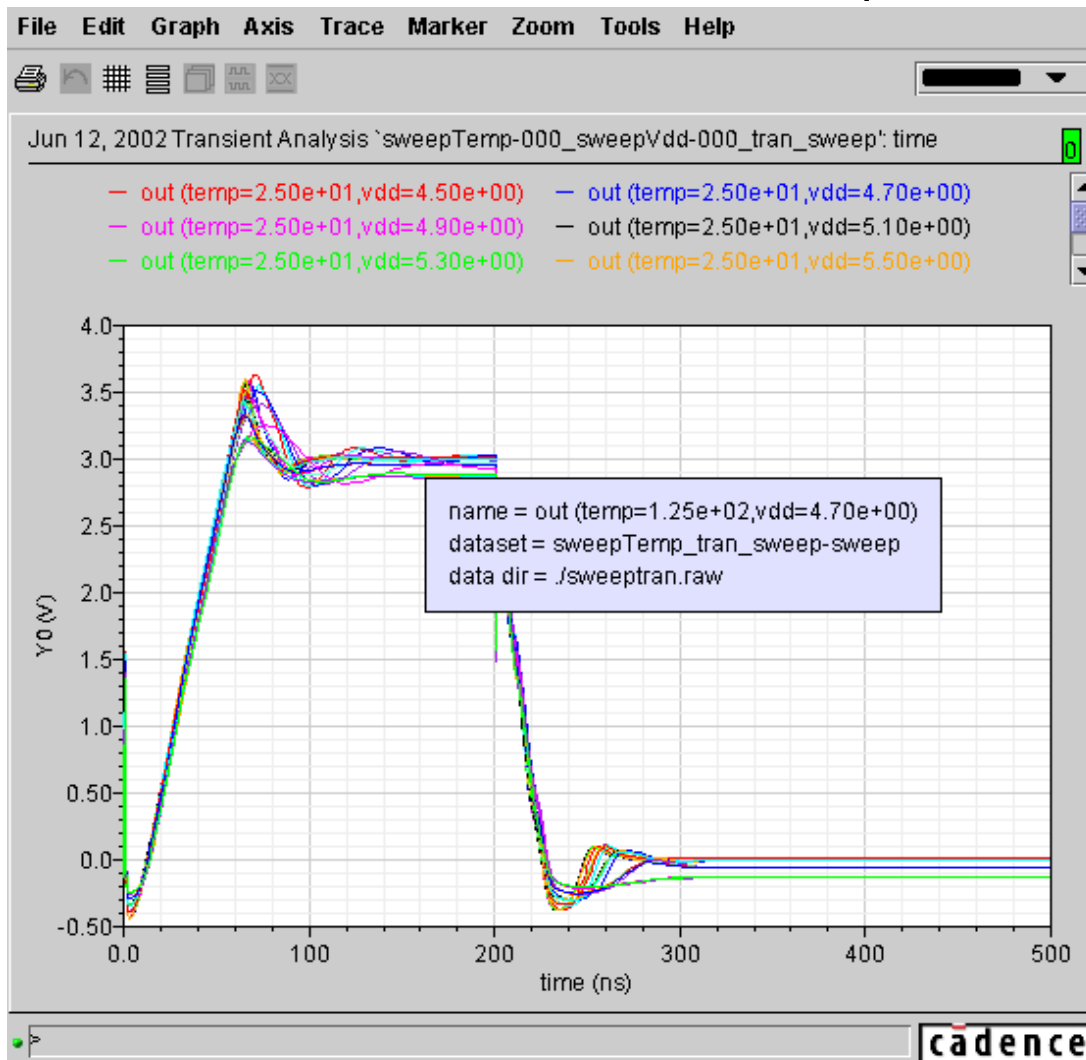 File Edit Graph Axis Trace Marker Zoom Tools Help
Jun 12, 2002 Transient Analysis `sweepTemp-000_sweepVdd-000_tran_sweep': time
0
out (temp=2.50e+01,vdd=4.50e+00) out (temp=2.50e+01,vdd=4.70e+00)
out (temp=2.50e+01,vdd=4.90e+00) out (temp=2.50e+01,vdd=5.10e+00)
out (temp=2.50e+01,vdd=5.30e+00) out (temp=2.50e+01,vdd=5.50e+00)
4.0
3.5
3.0
2.5
2.0
1.5
1.0
0.50
0.0
-0.50
Y0 (V)
name = out (temp=1.25e+02,vdd=4.70e+00)
dataset = sweepTemp_tran_sweep-sweep
data dir = ./sweeptran.raw
0.0 100 200 300 400 500
time (ns)
>
cādence